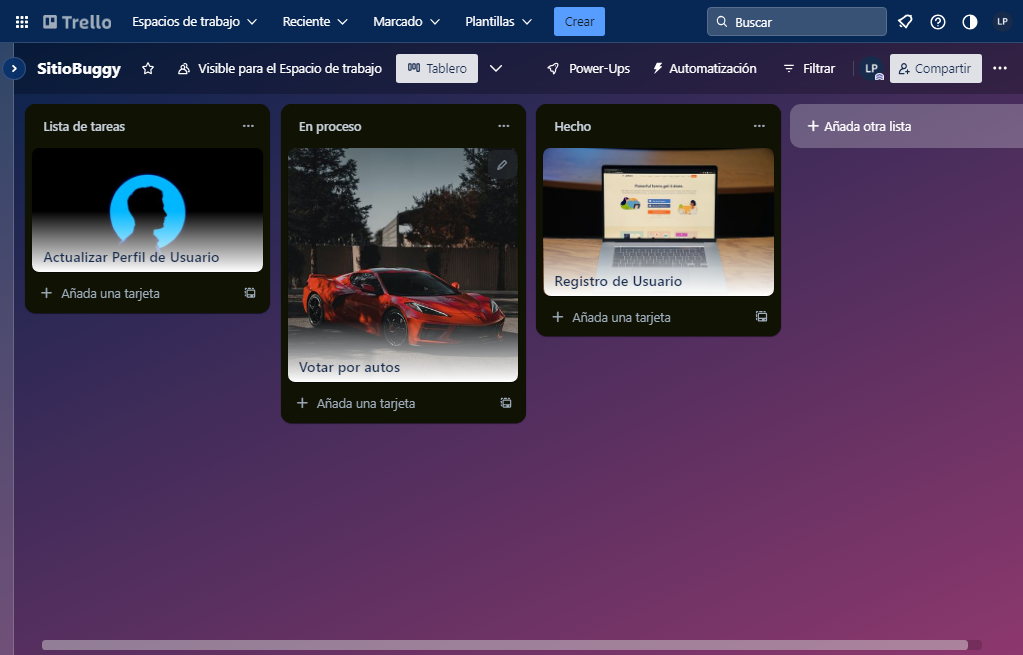 Trello
Espacios de trabajo
Reciente
Marcado
Plantillas
Crear
Buscar
LP
SitioBuggy
Visible para el Espacio de trabajo
Tablero
Power-Ups
Automatización
Filtrar
LP
Compartir
Lista de tareas
Actualizar Perfil de Usuario
Añada una tarjeta
En proceso
Votar por autos
Añada una tarjeta
Hecho
Registro de Usuario
Añada una tarjeta
Añada otra lista